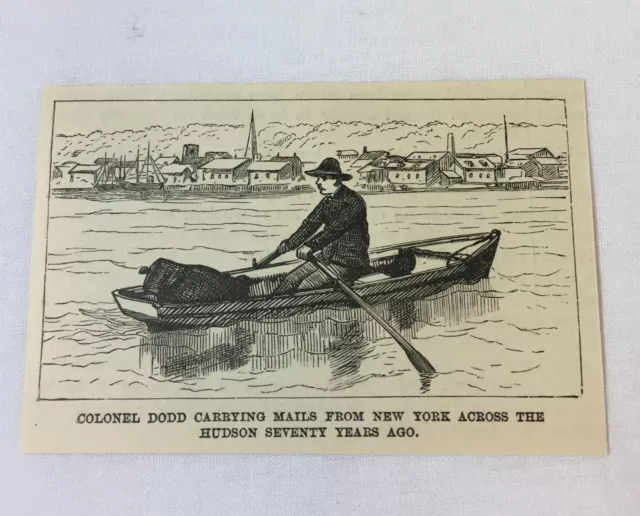 COLONEL DODD CARRYING MAILS FROM NEW YORK ACROSS THE
HUDSON SEVENTY YEARS AGO.